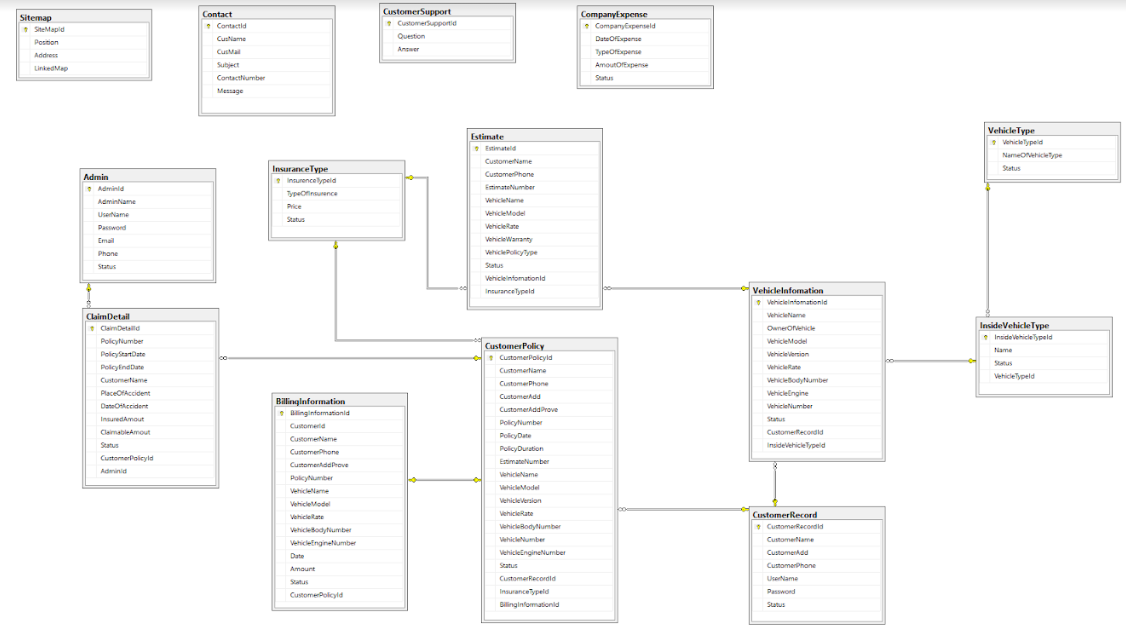 Sitemap
SiteMapId
Position
Address
LinkedMap
Contact
ContactId
CusName
CusMail
Subject
ContactNumber
Message
CustomerSupport
CustomerSupportId
Question
Answer
CompanyExpense
CompanyExpenseId
DateOfExpense
TypeOfExpense
AmoutOfExpense
Status
Estimate
EstimateId
CustomerName
CustomerPhone
EstimateNumber
VehicleName
VehicleModel
VehicleRate
VehicleWarranty
VehiclePolicyType
Status
VehicleInfomationId
InsuranceTypeId
VehicleType
VehicleTypeId
NameOfVehicleType
Status
InsuranceType
InsurenceTypeId
TypeOfInsurence
Price
Status
Admin
AdminId
AdminName
UserName
Password
Email
Phone
Status
VehicleInfomation
VehicleInfomationId
VehicleName
OwnerOfVehicle
VehicleModel
VehicleVersion
VehicleRate
VehicleBodyNumber
VehicleEngine
VehicleNumber
Status
CustomerRecordId
InsideVehicleTypeId
ClaimDetail
ClaimDetailId
PolicyNumber
PolicyStartDate
PolicyEndDate
CustomerName
PlaceOfAccident
DateOfAccident
InsuredAmout
ClaimableAmout
Status
CustomerPolicyId
AdminId
InsideVehicleType
InsideVehicleTypeId
Name
Status
VehicleTypeId
CustomerPolicy
CustomerPolicyId
CustomerName
CustomerPhone
CustomerAdd
CustomerAddProve
PolicyNumber
PolicyDate
PolicyDuration
EstimateNumber
VehicleName
VehicleModel
VehicleVersion
VehicleRate
VehicleBodyNumber
VehicleNumber
VehicleEngineNumber
Status
CustomerRecordId
InsuranceTypeId
BillingInformationId
BillingInformation
BillingInformationId
CustomerId
CustomerName
CustomerPhone
CustomerAddProve
PolicyNumber
VehicleName
VehicleModel
VehicleRate
VehicleBodyNumber
VehicleEngineNumber
Date
Amount
Status
CustomerPolicyId
CustomerRecord
CustomerRecordId
CustomerName
CustomerAdd
CustomerPhone
UserName
Password
Status